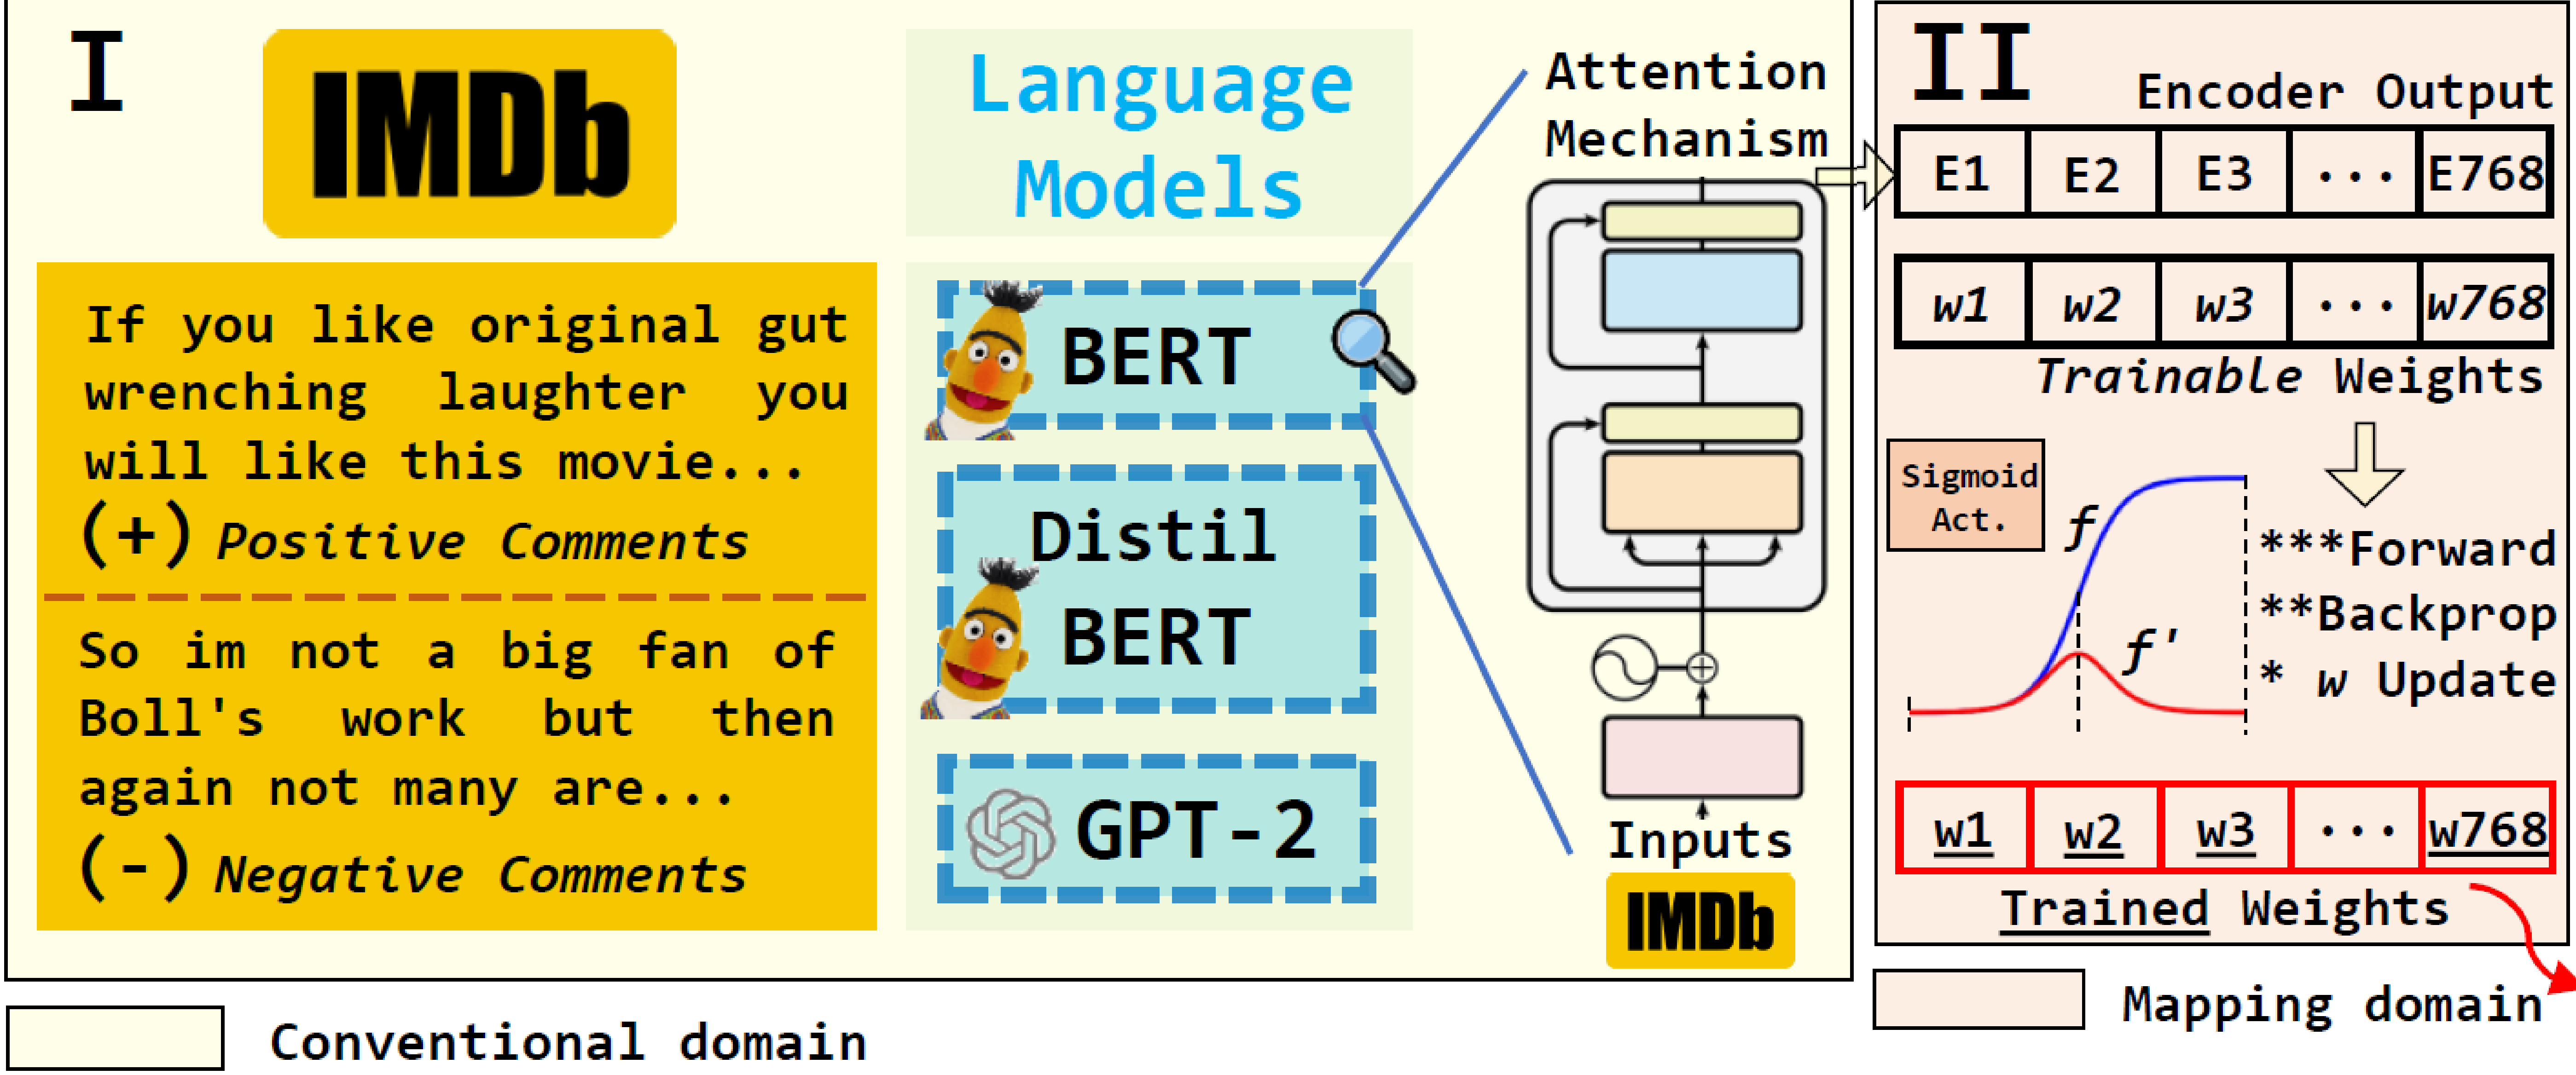 I
IMDb
If you like original gut
wrenching laughter you
will like this movie...
(+) Positive Comments
So im not a big fan of
Boll's work but then
again not many are...
(-) Negative Comments
Language
Models
BERT
Distil
BERT
GPT-2
Attention
Mechanism
Inputs
IMDb
II
Encoder Output
E1 E2 E3 ... E768
w1 w2 w3 ... w768
Trainable Weights
Sigmoid
Act.
f
f'
***Forward
**Backprop
* w Update
w1 w2 w3 ... w768
Trained Weights
Conventional domain
Mapping domain